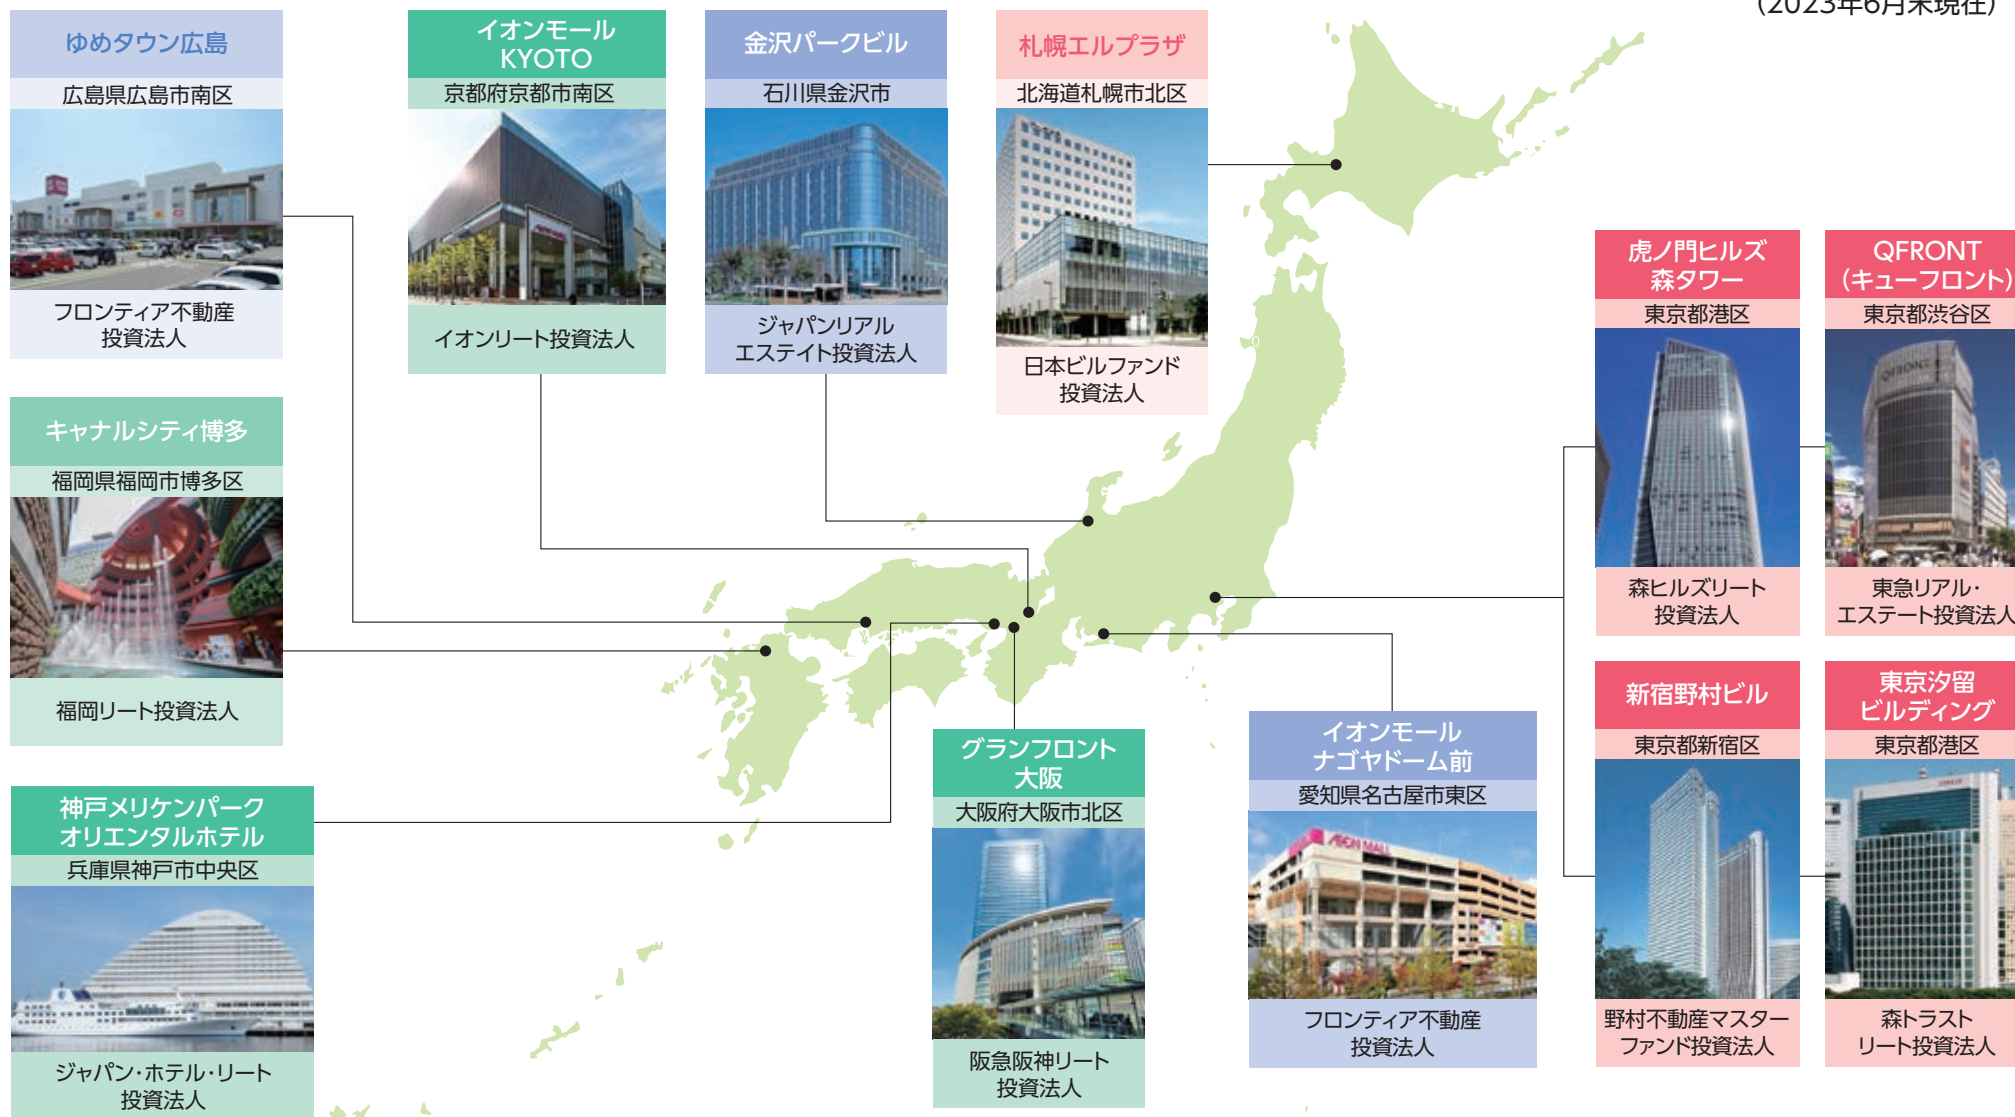 (2023年6月末現在)
ゆめタウン広島
広島県広島市南区
フロンティア不動産
投資法人
イオンモール
KYOTO
京都府京都市南区
AEON MALL
イオンリート投資法人
金沢パークビル
石川県金沢市
ジャパンリアル
エステイト投資法人
札幌エルプラザ
北海道札幌市北区
日本ビルファンド
投資法人
虎ノ門ヒルズ
森タワー
東京都港区
森ヒルズリート
投資法人
QFRONT
(キューフロント)
東京都渋谷区
QFRONT
東急リアル・
エステート投資法人
キャナルシティ博多
福岡県福岡市博多区
福岡リート投資法人
神戸メリケンパーク
オリエンタルホテル
兵庫県神戸市中央区
ジャパン・ホテル・リート
投資法人
グランフロント
大阪
大阪府大阪市北区
阪急阪神リート
投資法人
イオンモール
ナゴヤドーム前
愛知県名古屋市東区
AEON MALL
フロンティア不動産
投資法人
新宿野村ビル
東京都新宿区
野村不動産マスター
ファンド投資法人
東京汐留
ビルディング
東京都港区
森トラスト
リート投資法人